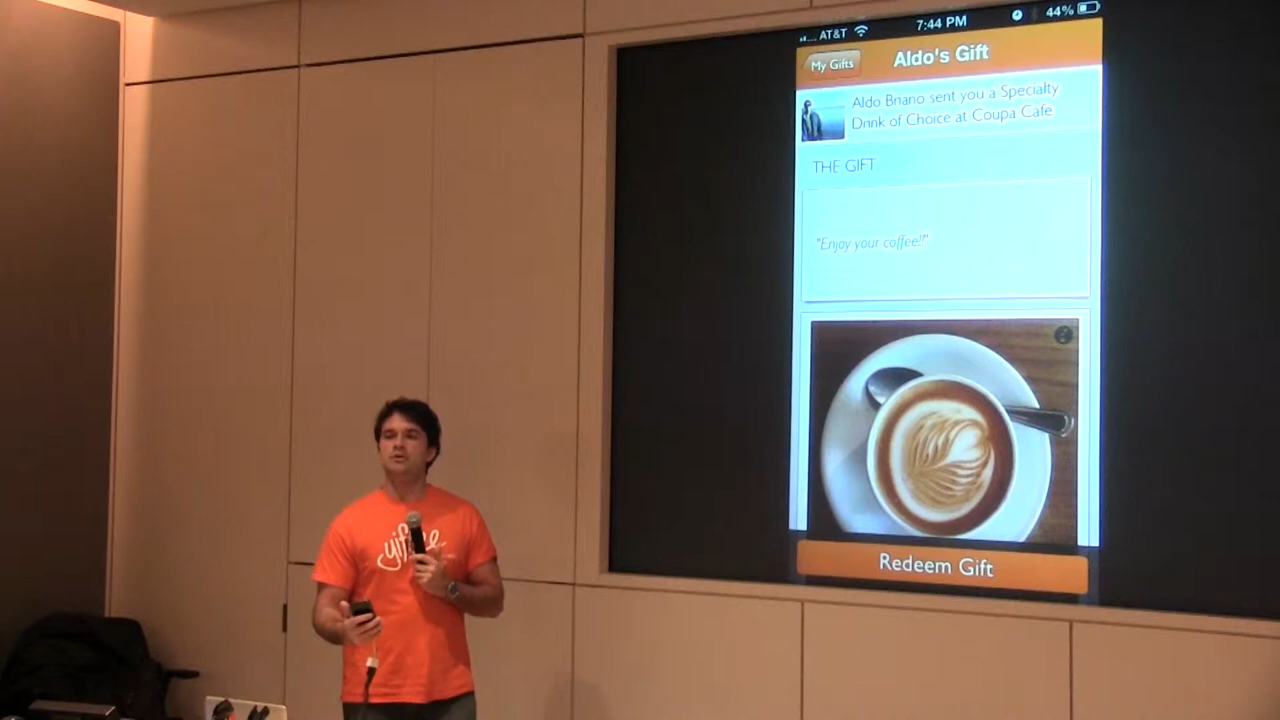 AT&T 7:44 PM 44%
My Gifts Aldo's Gift
Aldo Briano sent you a Specialty
Drink of Choice at Coupa Cafe
THE GIFT
"Enjoy your coffee!!"
Redeem Gift